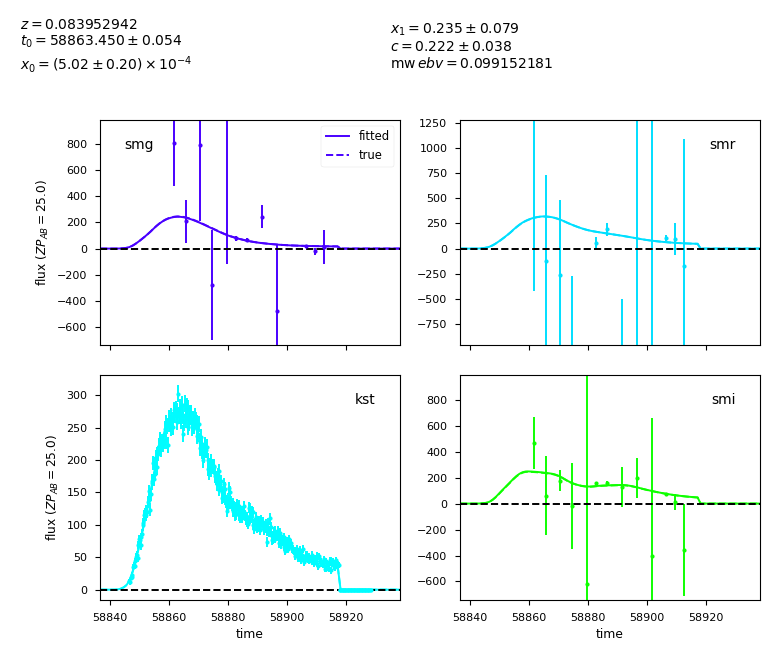 z = 0.083952942
t₀ = 58863.450 ± 0.054
x₀ = (5.02 ± 0.20) × 10⁻⁴
x₁ = 0.235 ± 0.079
c = 0.222 ± 0.038
mw ebv = 0.099152181
smg
fitted
true
800
600
400
200
0
−200
−400
−600
flux (ZP_AB = 25.0)
smr
1250
1000
750
500
250
0
−250
−500
−750
kst
300
250
200
150
100
50
0
flux (ZP_AB = 25.0)
58840 58860 58880 58900 58920
time
smi
800
600
400
200
0
−200
−400
−600
58840 58860 58880 58900 58920
time